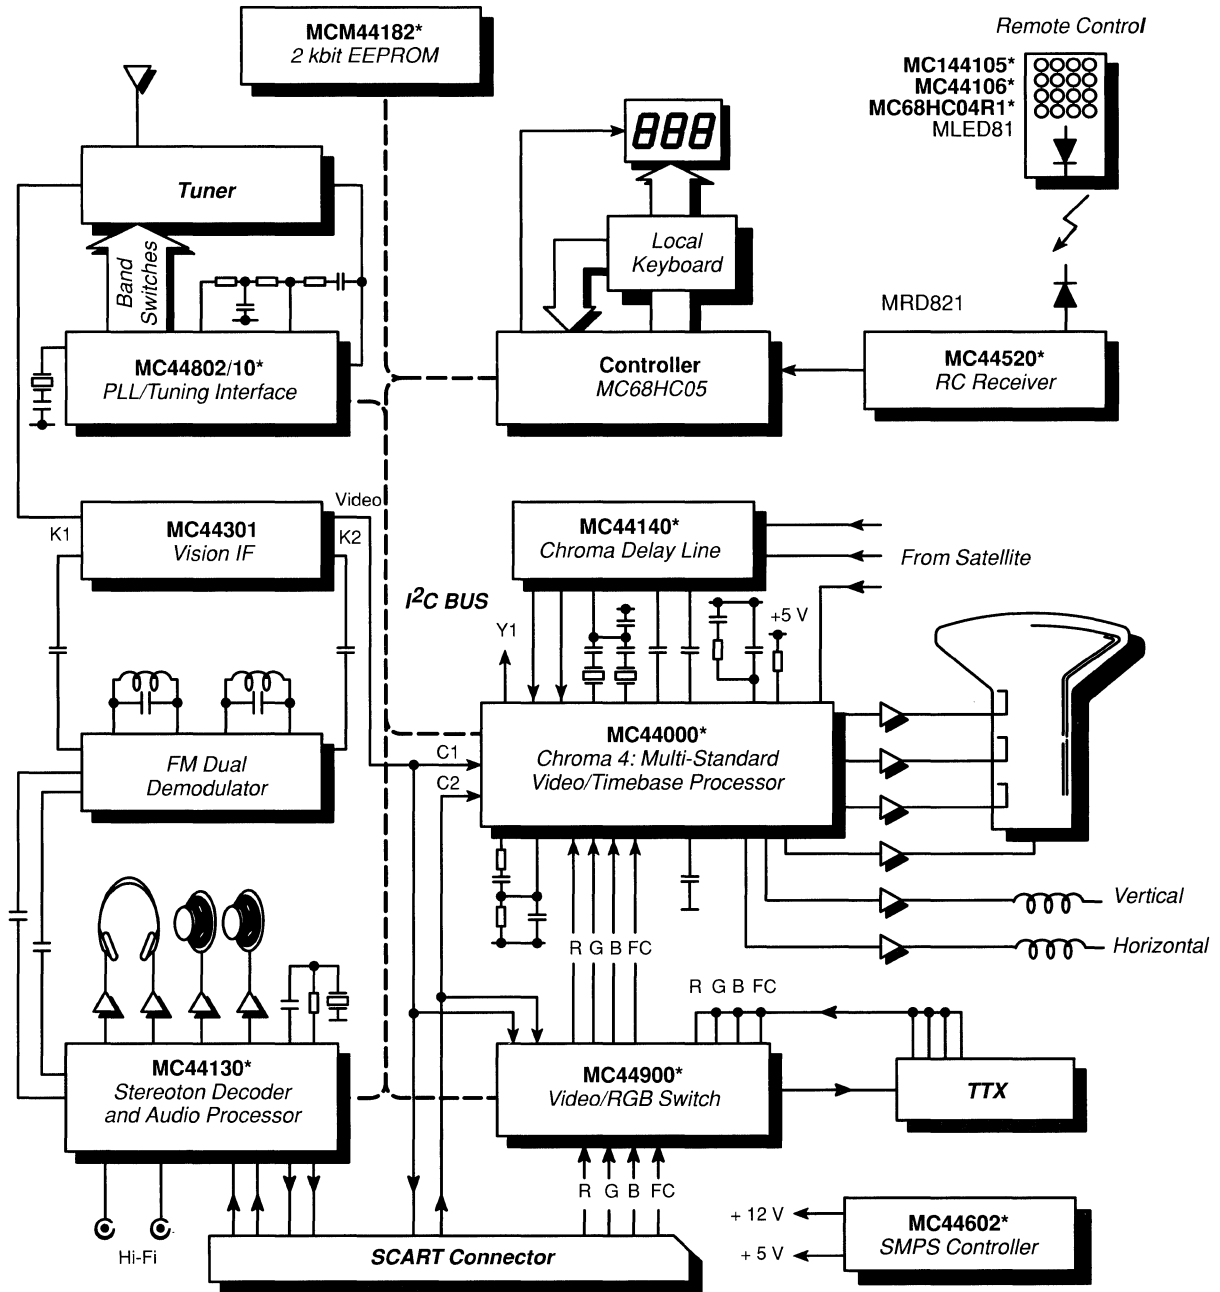 MCM44182*
2 kbit EEPROM
Remote Control
MC144105*
MC44106*
MC68HC04R1*
MLED81
888
Tuner
Band
Switches
Local
Keyboard
MRD821
MC44802/10*
PLL/Tuning Interface
Controller
MC68HC05
MC44520*
RC Receiver
K1
MC44301
Vision IF
Video
K2
MC44140*
Chroma Delay Line
From Satellite
I²C BUS
Y1
+5 V
MC44000*
Chroma 4: Multi-Standard
Video/Timebase Processor
C1
C2
FM Dual
Demodulator
Vertical
Horizontal
R G B FC
R G B FC
MC44130*
Stereoton Decoder
and Audio Processor
MC44900*
Video/RGB Switch
TTX
R G B FC
Hi-Fi
SCART Connector
+ 12 V
+ 5 V
MC44602*
SMPS Controller